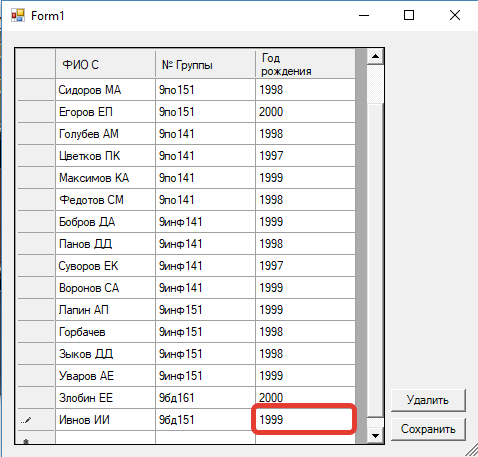 Form1
ФИО С № Группы Год
рождения
Сидоров МА 9по151 1998
Егоров ЕП 9по151 2000
Голубев АМ 9по141 1998
Цветков ПК 9по141 1997
Максимов КА 9по141 1999
Федотов СМ 9по141 1998
Бобров ДА 9инф141 1999
Панов ДД 9инф141 1998
Суворов ЕК 9инф141 1997
Воронов СА 9инф141 1999
Лапин АП 9инф151 1999
Горбачев 9инф151 1998
Зыков ДД 9инф151 1998
Уваров АЕ 9инф151 1999
Злобин ЕЕ 9бд161 2000
Ивнов ИИ 9бд151 1999
Удалить
Сохранить